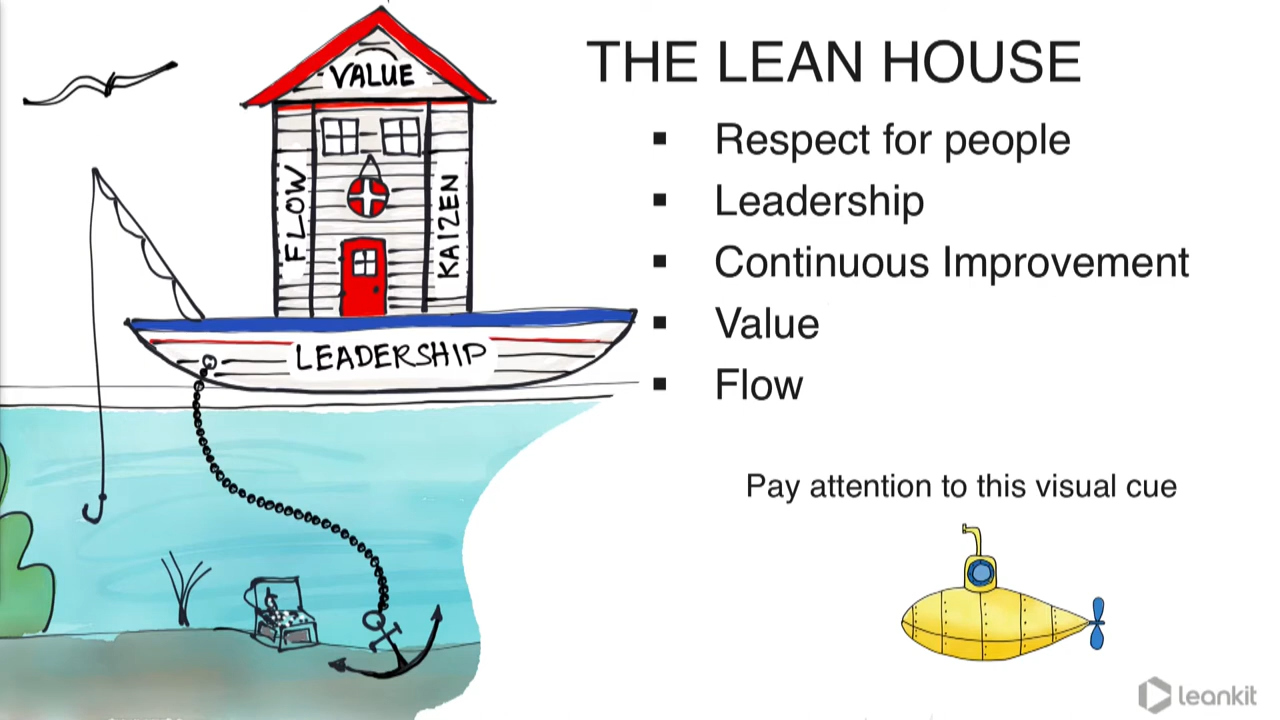 THE LEAN HOUSE
VALUE
FLOW
KAIZEN
LEADERSHIP
▪ Respect for people
▪ Leadership
▪ Continuous Improvement
▪ Value
▪ Flow
Pay attention to this visual cue
leankit